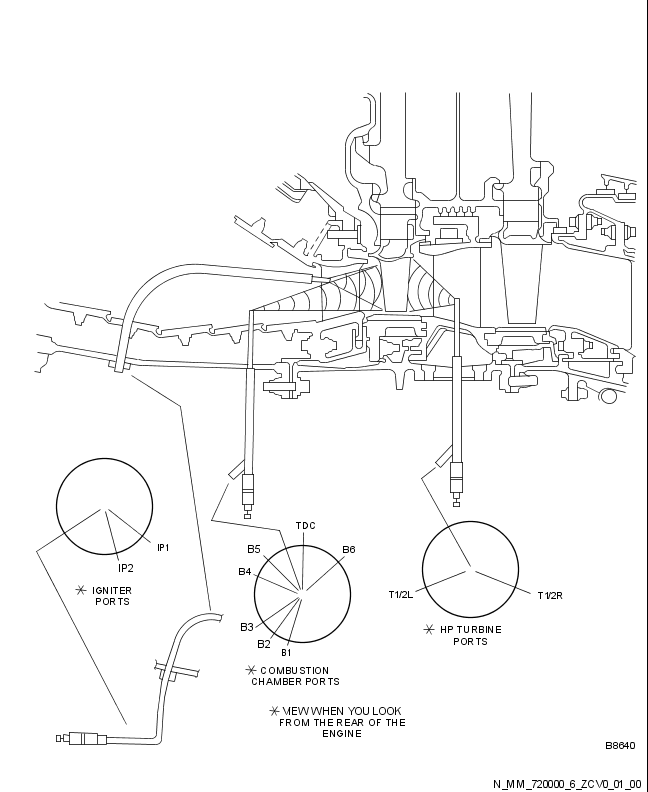 TDC
B5
B6
B4
B3
B2
B1
IP1
IP2
✳ IGNITER
PORTS
T1/2L
T1/2R
✳ HP TURBINE
PORTS
✳ COMBUSTION
CHAMBER PORTS
✳ VIEW WHEN YOU LOOK
FROM THE REAR OF THE
ENGINE
B8640
N_MM_720000_6_ZCV0_01_00